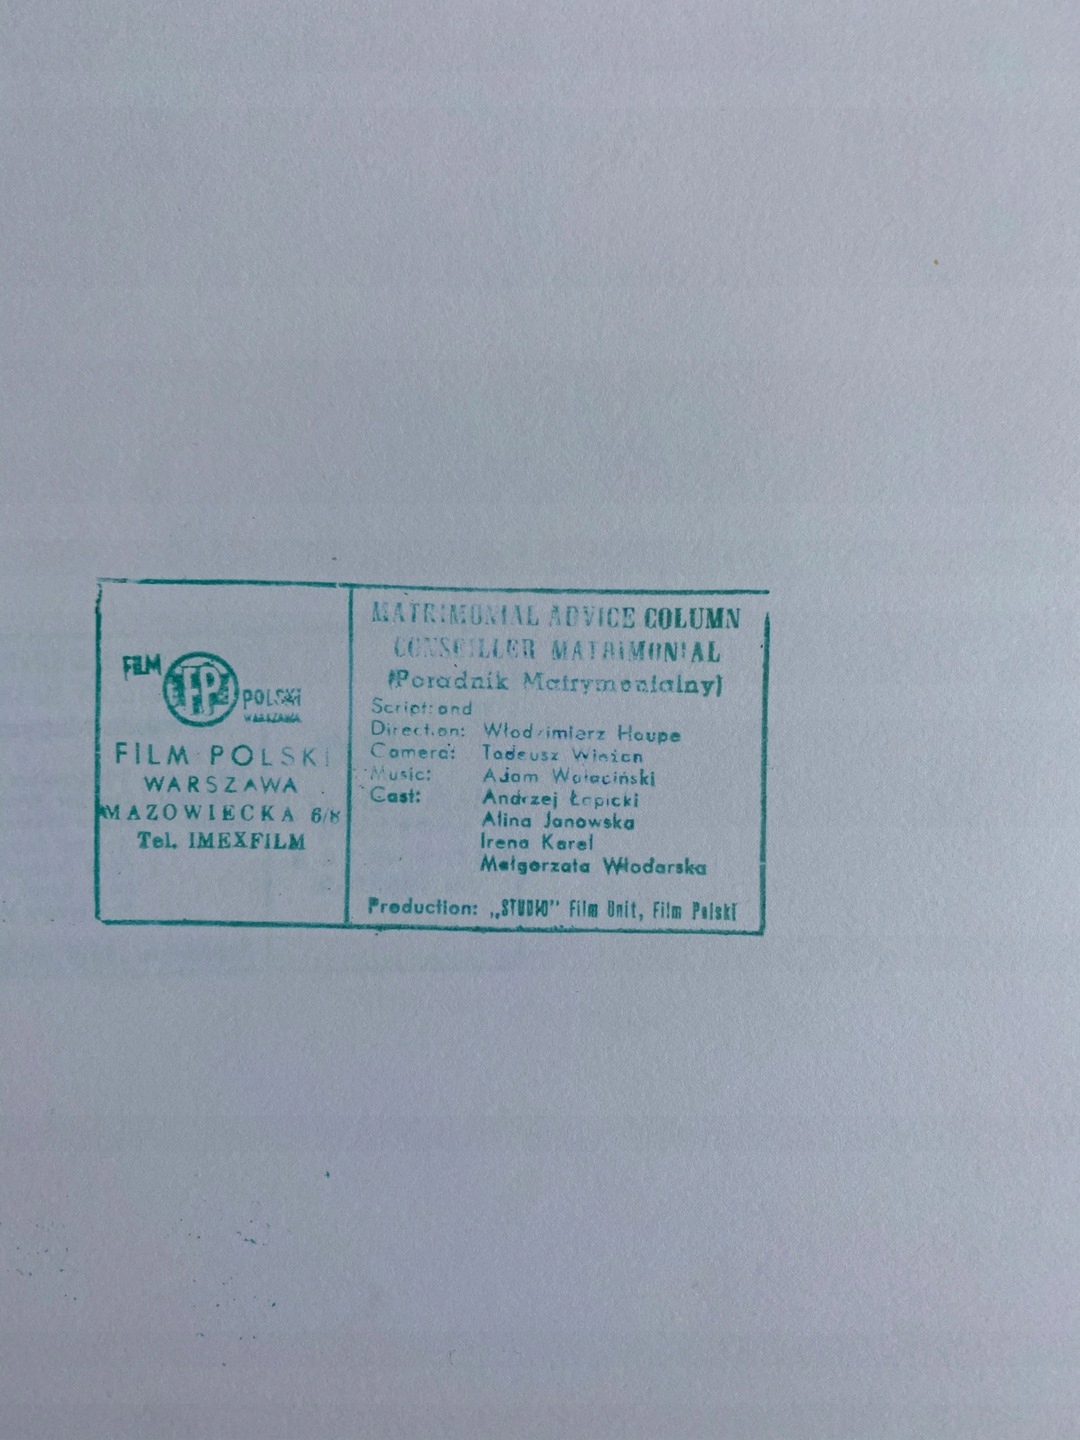 FILM
FP
POLSKI
WARSZAWA
FILM POLSKI
WARSZAWA
MAZOWIECKA 6/8
Tel. IMEXFILM
MATRIMONIAL ADVICE COLUMN
CONSEILLER MATRIMONIAL
(Poradnik Matrymonialny)
Script: and
Direction: Włodzimierz Haupe
Camera: Tadeusz Wieżan
Music: Adam Walaciński
Cast: Andrzej Łapicki
Alina Janowska
Irena Karel
Małgorzata Włodarska
Production: „STUDIO" Film Unit, Film Polski